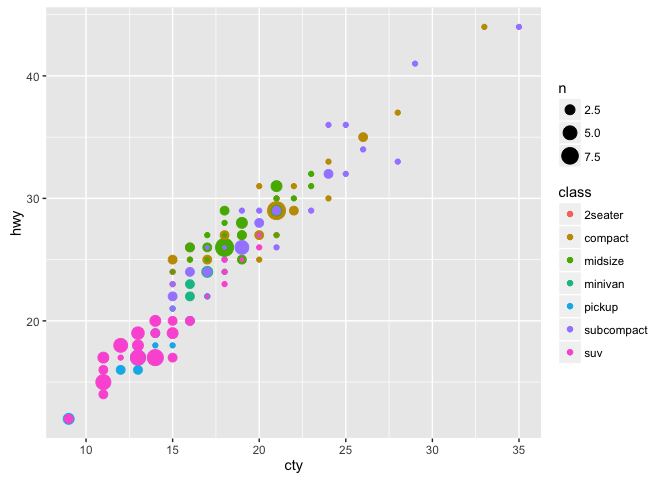 n
2.5
5.0
7.5
class
2seater
compact
midsize
minivan
pickup
subcompact
suv
hwy
40
30
20
10 15 20 25 30 35
cty